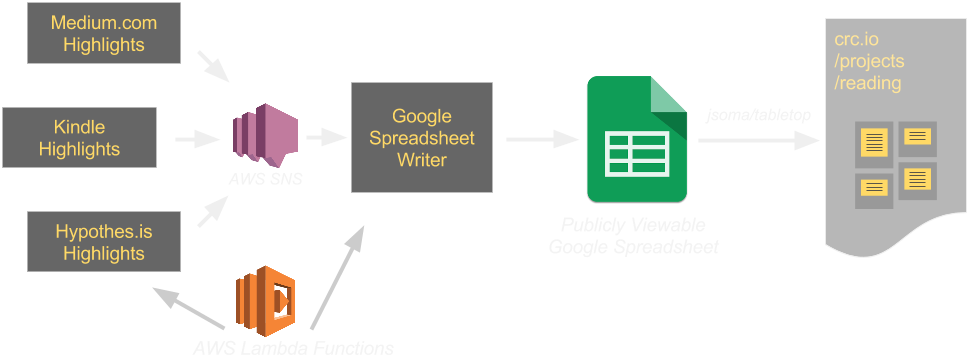 Medium.com
Highlights
Kindle
Highlights
Hypothes.is
Highlights
AWS SNS
AWS Lambda Functions
Google
Spreadsheet
Writer
Publicly Viewable
Google Spreadsheet
jsoma/tabletop
crc.io
/projects
/reading